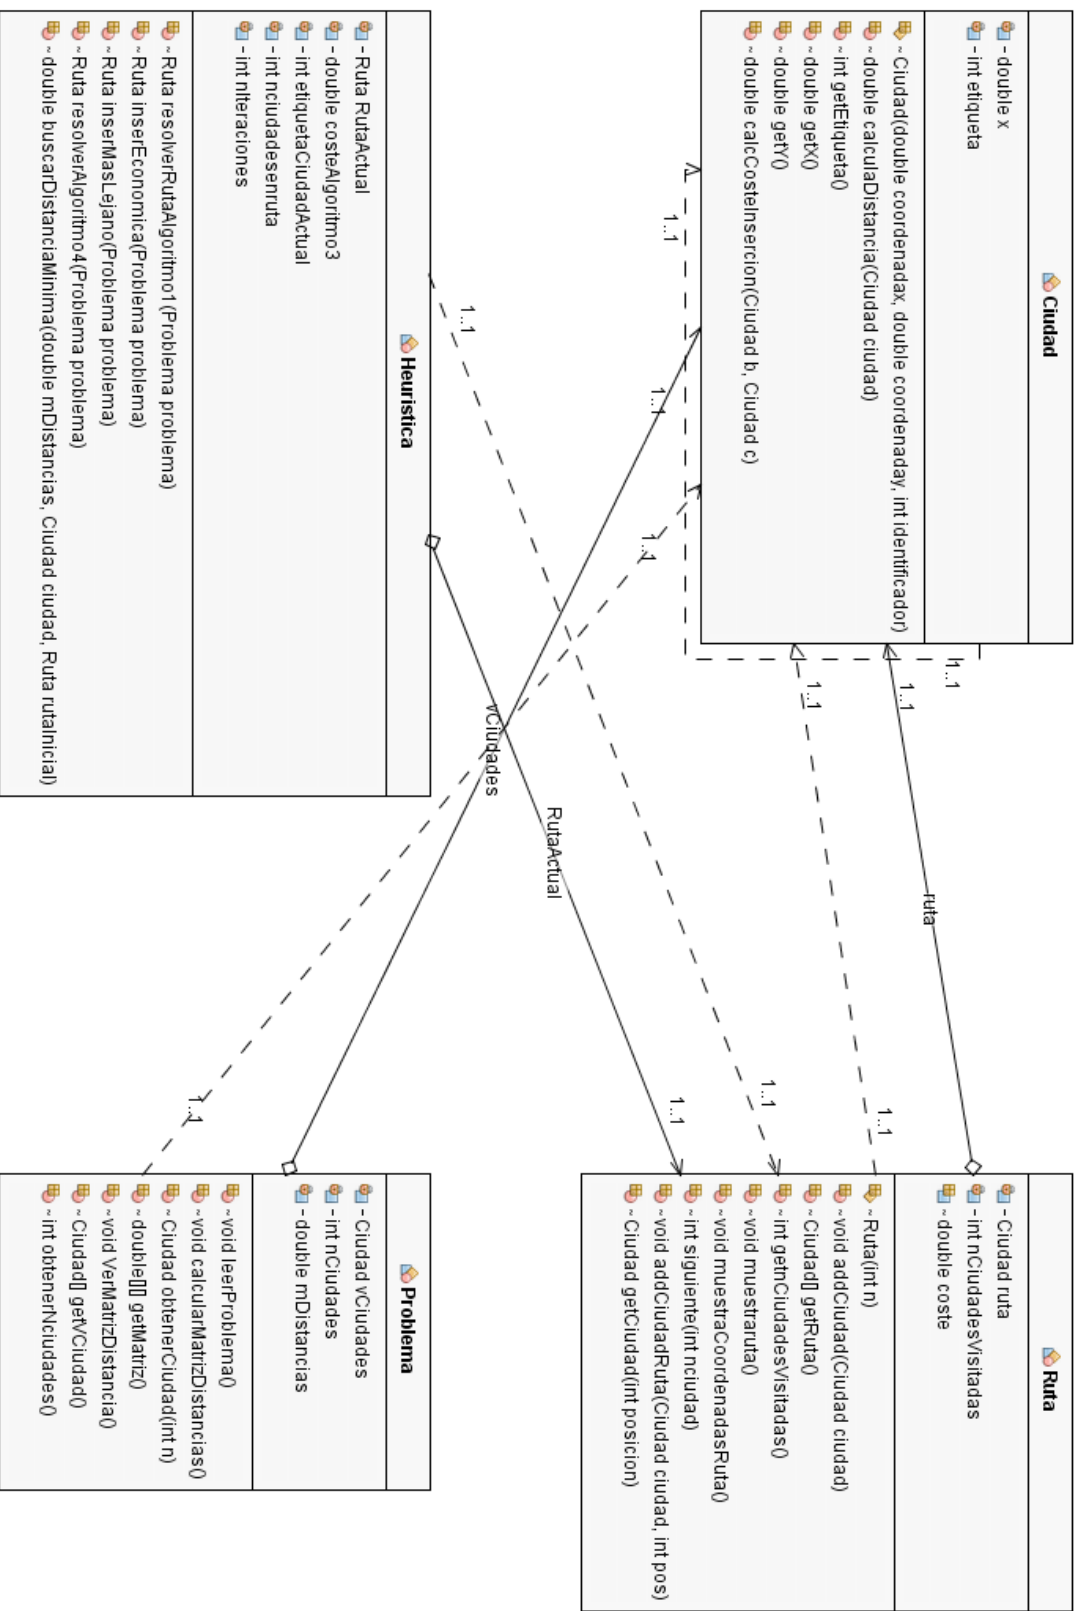 Ciudad
- double x
- int etiqueta
~ Ciudad(double coordenadax, double coordenaday, int identificador)
~ double calculaDistancia(Ciudad ciudad)
~ int getEtiqueta()
~ double getX()
~ double getY()
~ double calcCosteInsercion(Ciudad b, Ciudad c)
1..1
1..1
1..1
1..1
1..1
1..1
ruta
1..1
Ruta
- Ciudad ruta
- int nCiudadesVisitadas
~ double coste
~ Ruta(int n)
~ void addCiudad(Ciudad ciudad)
~ Ciudad[] getRuta()
~ int getnCiudadesVisitadas()
~ void muestraruta()
~ void muestraCoordenadasRuta()
~ int siguiente(int nciudad)
~ void addCiudadRuta(Ciudad ciudad, int pos)
~ Ciudad getCiudad(int posicion)
1..1
1..1
1..1
RutaActual
vCiudades
Heuristica
- Ruta RutaActual
- double costeAlgoritmo3
- int etiquetaCiudadActual
- int nciudadesenruta
- int nIteraciones
~ Ruta resolverRutaAlgoritmo1(Problema problema)
~ Ruta inserEconomica(Problema problema)
~ Ruta inserMasLejano(Problema problema)
~ Ruta resolverAlgoritmo4(Problema problema)
~ double buscarDistanciaMinima(double mDistancias, Ciudad ciudad, Ruta rutaInicial)
1..1
Problema
- Ciudad vCiudades
- int nCiudades
- double mDistancias
~ void leerProblema()
~ void calcularMatrizDistancias()
~ Ciudad obtenerCiudad(int n)
~ double[][] getMatriz()
~ void VerMatrizDistancia()
~ Ciudad[] getVCiudad()
~ int obtenerNciudades()